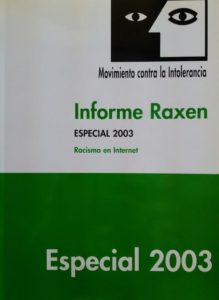 Movimiento contra la Intolerancia
Informe Raxen
ESPECIAL 2003
Racismo en Internet
Especial 2003